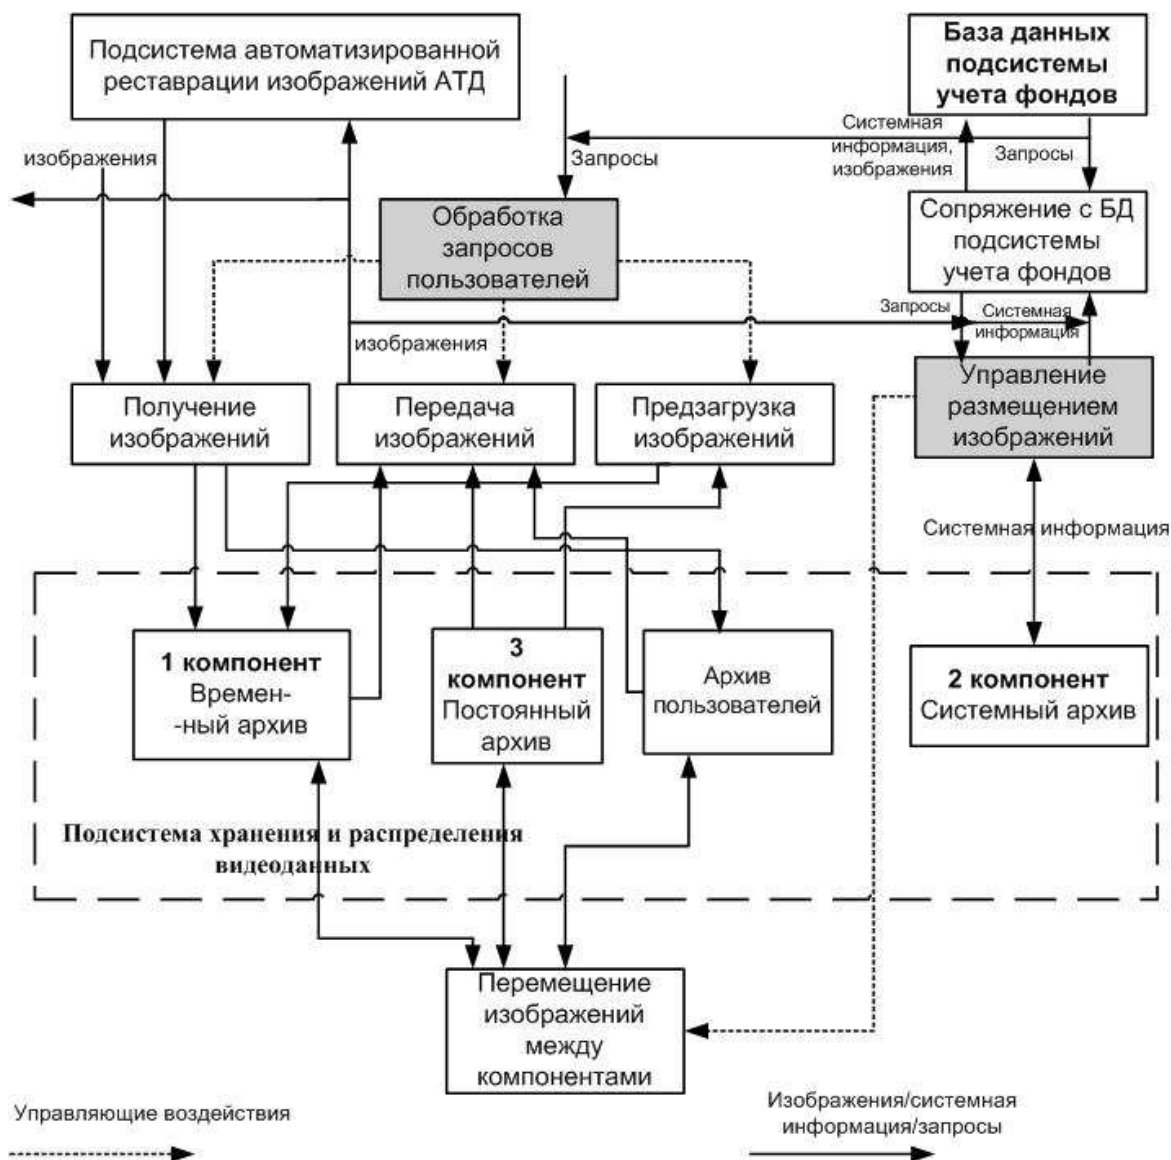 Подсистема автоматизированной
реставрации изображений АТД
База данных
подсистемы
учета фондов
изображения
Запросы
Системная
информация,
изображения
Запросы
Обработка
запросов
пользователей
Сопряжение с БД
подсистемы
учета фондов
Запросы
Системная
информация
изображения
Получение
изображений
Передача
изображений
Предзагрузка
изображений
Управление
размещением
изображений
Системная информация
1 компонент
Времен-
-ный архив
3
компонент
Постоянный
архив
Архив
пользователей
2 компонент
Системный архив
Подсистема хранения и распределения
видеоданных
Перемещение
изображений
между
компонентами
Управляющие воздействия
Изображения/системная
информация/запросы